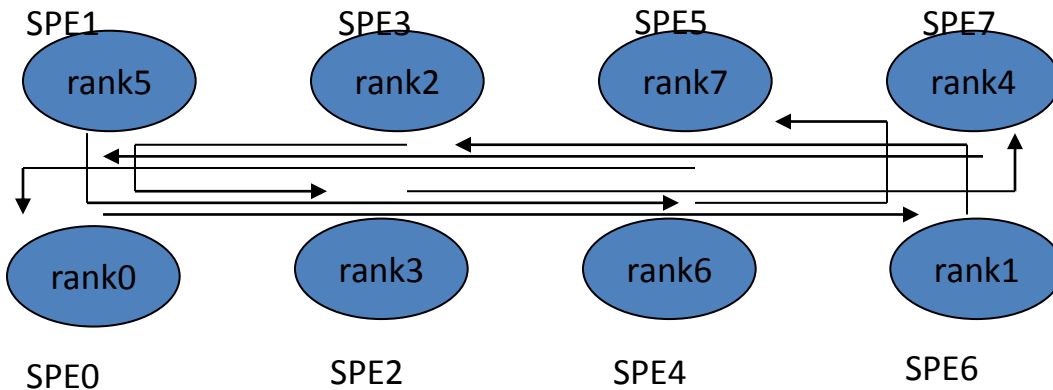 SPE1 SPE3 SPE5 SPE7
rank5 rank2 rank7 rank4
rank0 rank3 rank6 rank1
SPE0 SPE2 SPE4 SPE6